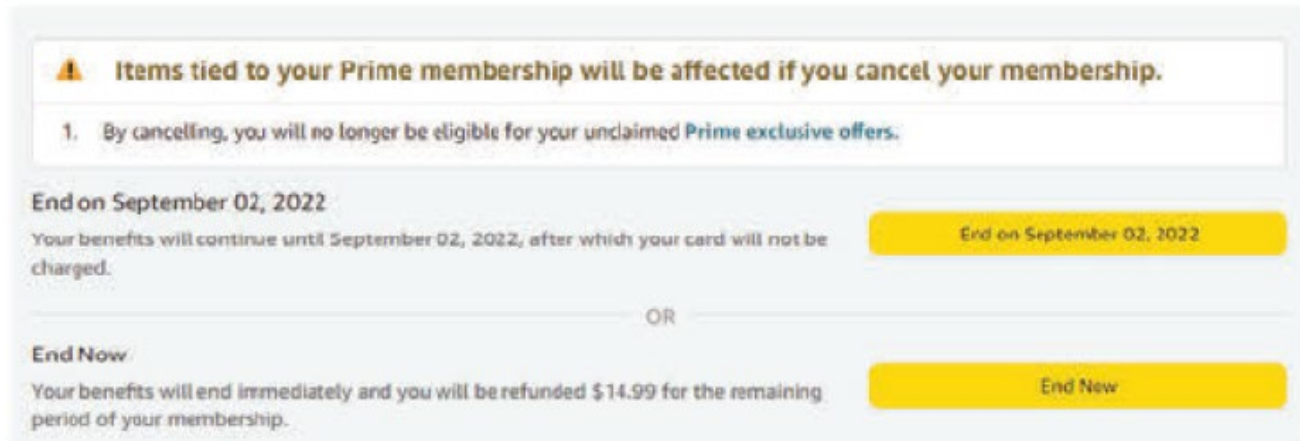 Items tied to your Prime membership will be affected if you cancel your membership.
1. By cancelling, you will no longer be eligible for your unclaimed Prime exclusive offers.
End on September 02, 2022
Your benefits will continue until September 02, 2022, after which your card will not be
charged.
End on September 02, 2022
OR
End Now
Your benefits will end immediately and you will be refunded $14.99 for the remaining
period of your membership.
End Now